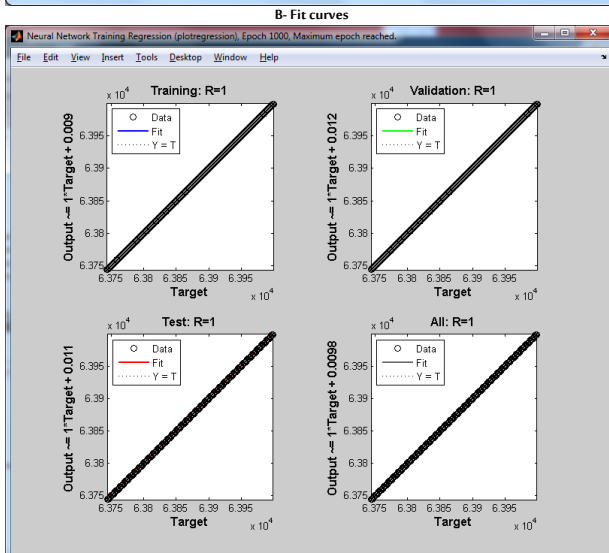 B- Fit curves
Neural Network Training Regression (plotregression), Epoch 1000, Maximum epoch reached.
File Edit View Insert Tools Desktop Window Help
x 10^4
Training: R=1
Output ~= 1*Target + 0.009
Data
Fit
Y = T
6.395
6.39
6.385
6.38
6.375
6.375 6.38 6.385 6.39 6.395
Target
x 10^4
x 10^4
Validation: R=1
Output ~= 1*Target + 0.012
Data
Fit
Y = T
6.395
6.39
6.385
6.38
6.375
6.375 6.38 6.385 6.39 6.395
Target
x 10^4
x 10^4
Test: R=1
Output ~= 1*Target + 0.011
Data
Fit
Y = T
6.395
6.39
6.385
6.38
6.375
6.375 6.38 6.385 6.39 6.395
Target
x 10^4
x 10^4
All: R=1
Output ~= 1*Target + 0.0098
Data
Fit
Y = T
6.395
6.39
6.385
6.38
6.375
6.375 6.38 6.385 6.39 6.395
Target
x 10^4